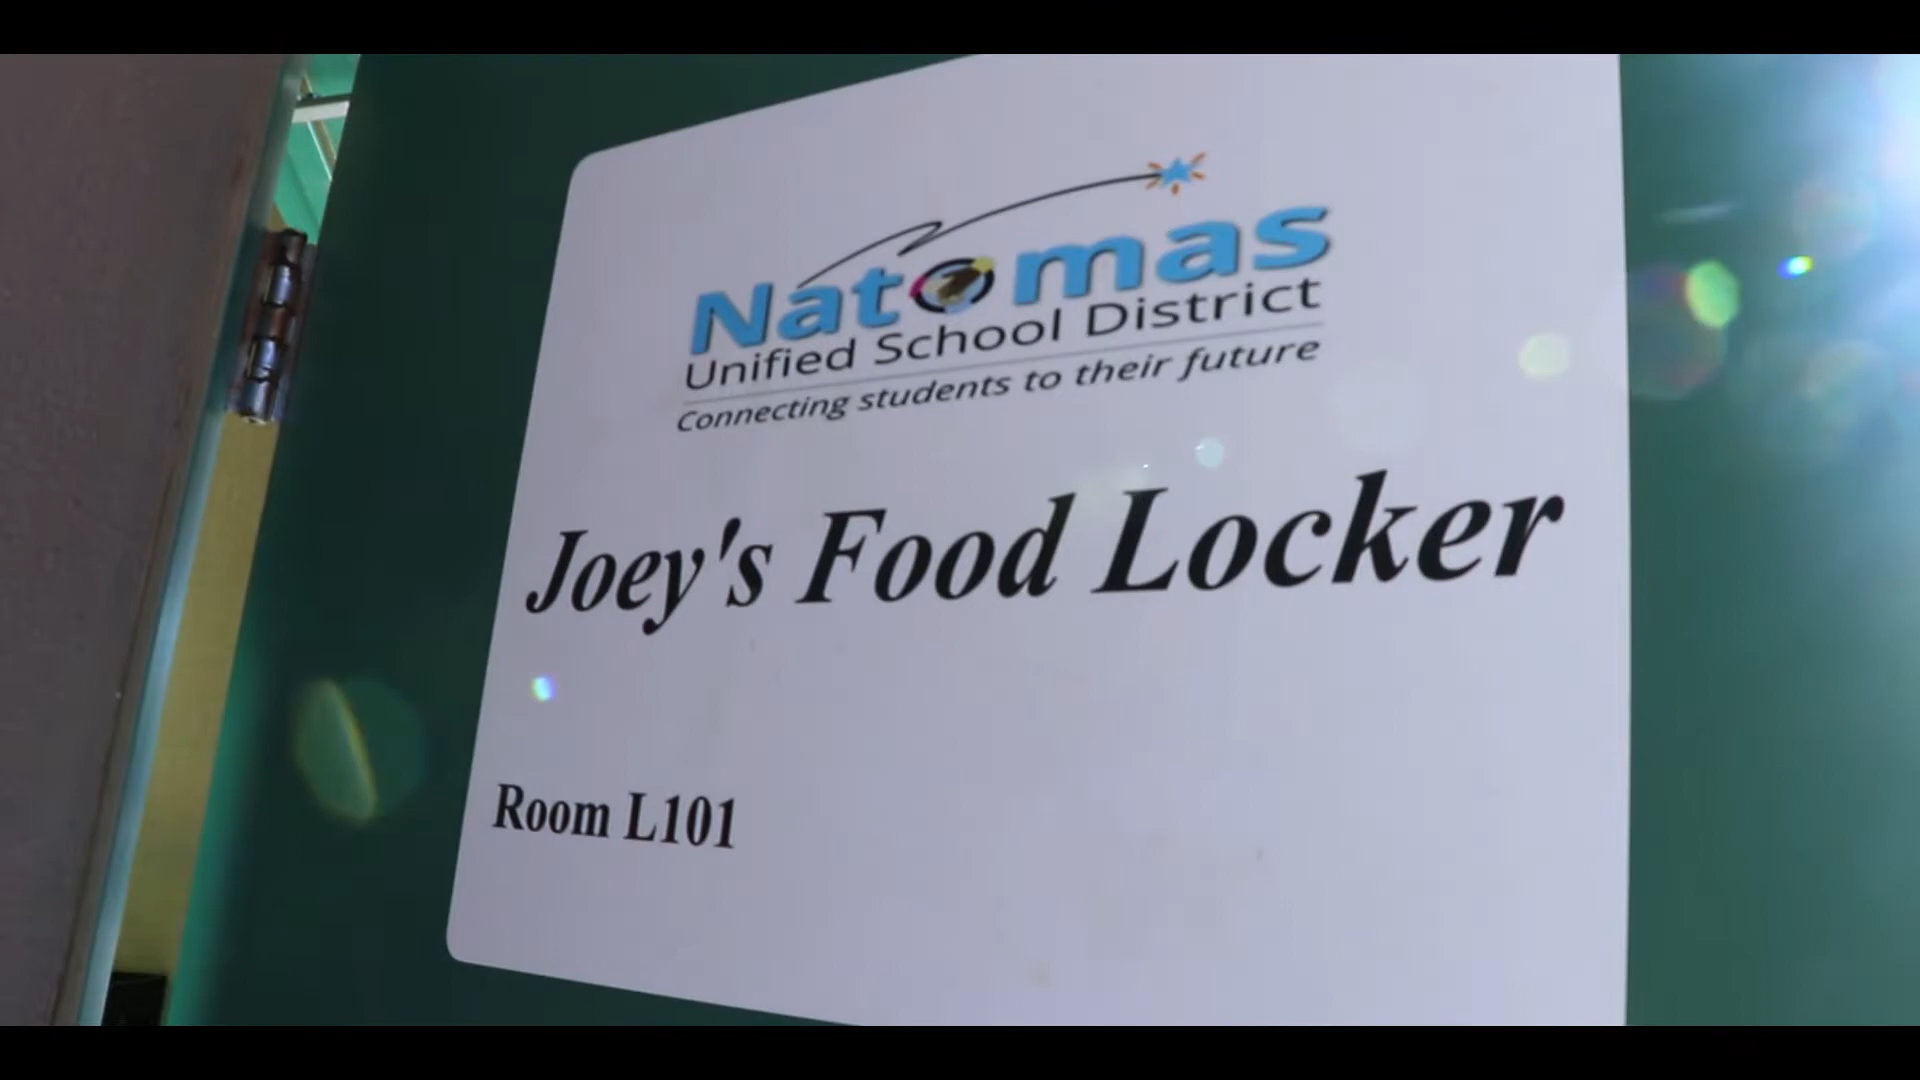 Natomas
Unified School District
Connecting students to their future
Joey's Food Locker
Room L101